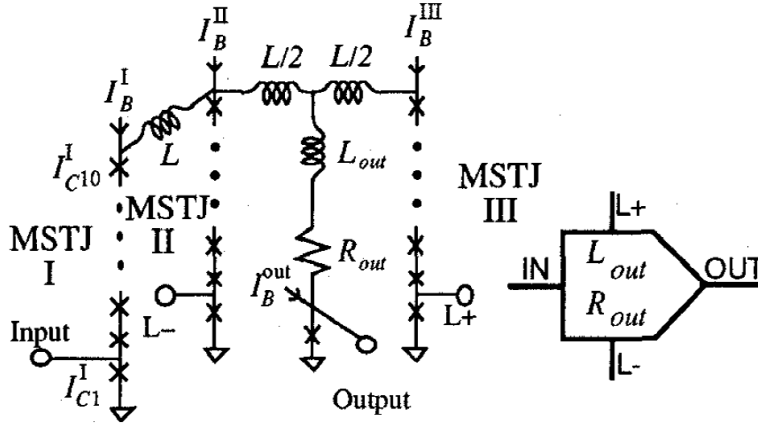 I_B^II L/2 L/2 I_B^III
I_B^I
L
I_C10^I
L_out
MSTJ
I
MSTJ
II
MSTJ
III
R_out
I_B^out
L-
L+
Input
I_C1^I
Output
L+
IN
L_out
R_out
OUT
L-